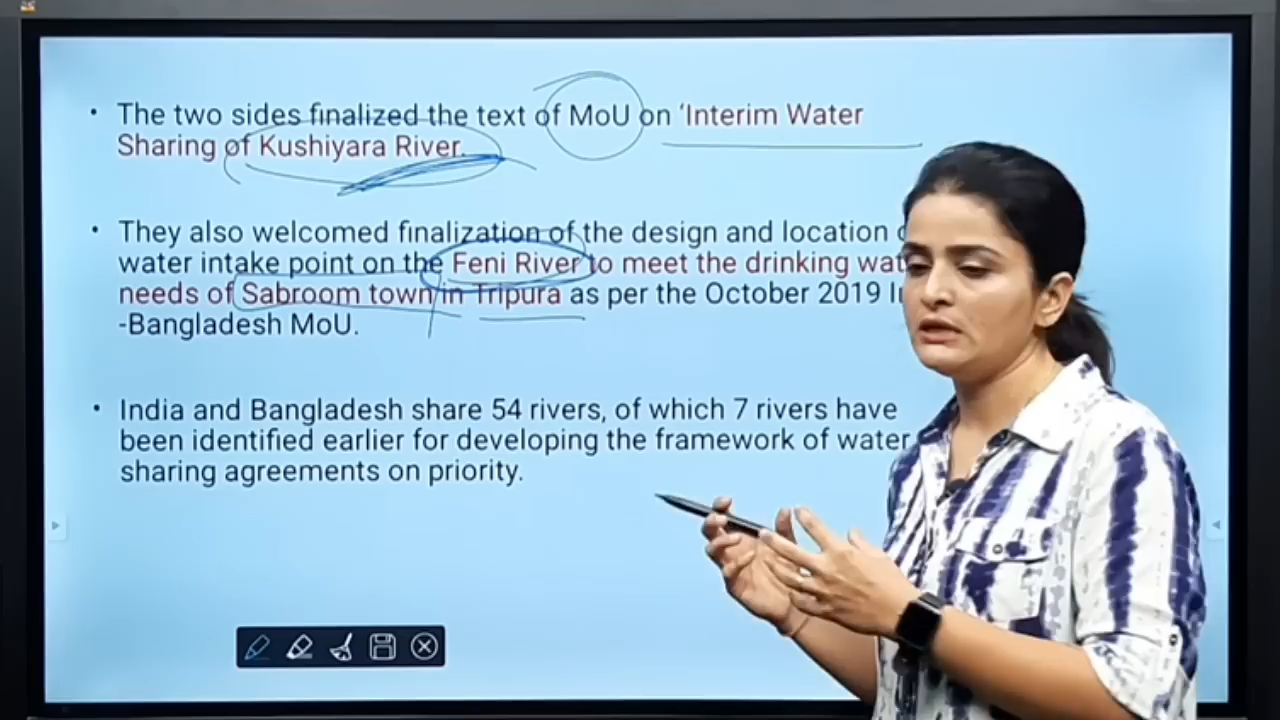 • The two sides finalized the text of MoU on ‘Interim Water
Sharing of Kushiyara River.
• They also welcomed finalization of the design and location
water intake point on the Feni River to meet the drinking
needs of Sabroom town in Tripura as per the October 2019
-Bangladesh MoU.
• India and Bangladesh share 54 rivers, of which 7 rivers have
been identified earlier for developing the framework of water
sharing agreements on priority.